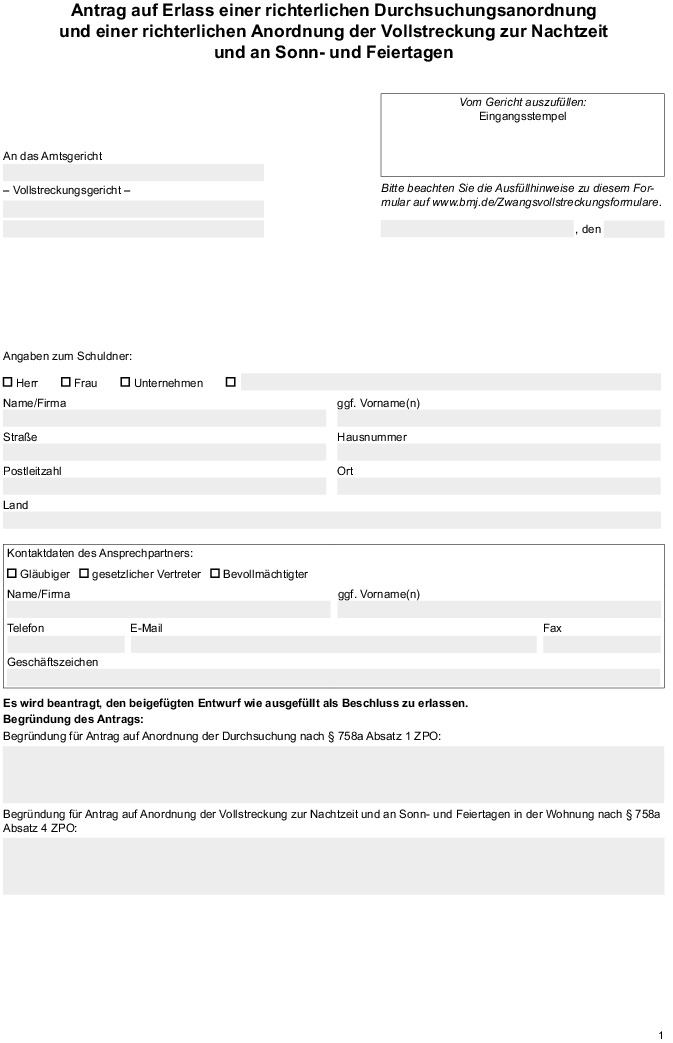 Antrag auf Erlass einer richterlichen Durchsuchungsanordnung
und einer richterlichen Anordnung der Vollstreckung zur Nachtzeit
und an Sonn- und Feiertagen
Vom Gericht auszufüllen:
Eingangsstempel
An das Amtsgericht
– Vollstreckungsgericht –
Bitte beachten Sie die Ausfüllhinweise zu diesem For-
mular auf www.bmj.de/Zwangsvollstreckungsformulare.
, den
Angaben zum Schuldner:
Herr Frau Unternehmen
Name/Firma ggf. Vorname(n)
Straße Hausnummer
Postleitzahl Ort
Land
Kontaktdaten des Ansprechpartners:
Gläubiger gesetzlicher Vertreter Bevollmächtigter
Name/Firma ggf. Vorname(n)
Telefon E-Mail Fax
Geschäftszeichen
Es wird beantragt, den beigefügten Entwurf wie ausgefüllt als Beschluss zu erlassen.
Begründung des Antrags:
Begründung für Antrag auf Anordnung der Durchsuchung nach § 758a Absatz 1 ZPO:
Begründung für Antrag auf Anordnung der Vollstreckung zur Nachtzeit und an Sonn- und Feiertagen in der Wohnung nach § 758a
Absatz 4 ZPO:
1